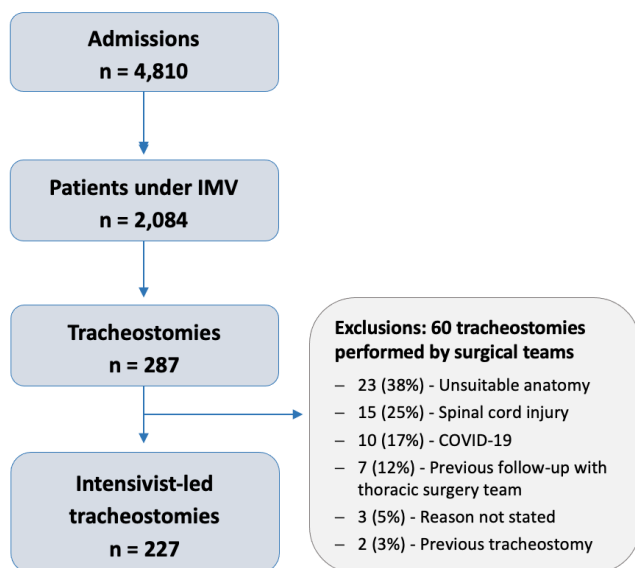 Admissions
n = 4,810
Patients under IMV
n = 2,084
Tracheostomies
n = 287
Exclusions: 60 tracheostomies
performed by surgical teams
– 23 (38%) - Unsuitable anatomy
– 15 (25%) - Spinal cord injury
– 10 (17%) - COVID-19
– 7 (12%) - Previous follow-up with
thoracic surgery team
– 3 (5%) - Reason not stated
– 2 (3%) - Previous tracheostomy
Intensivist-led
tracheostomies
n = 227